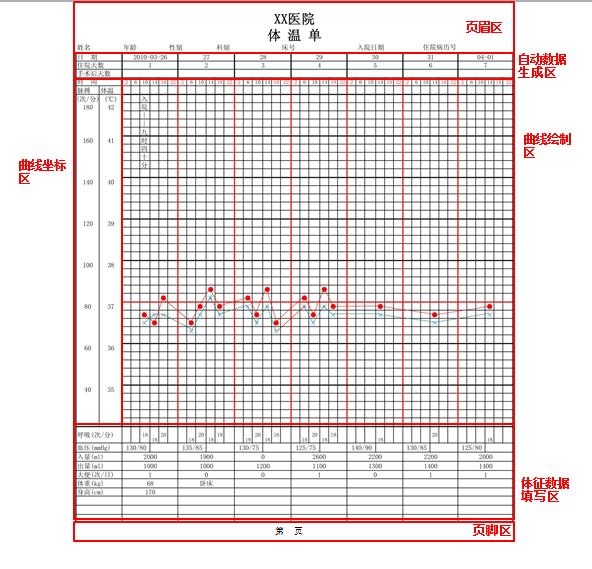 XX医院
页眉区
体 温 单
姓名 年龄 性别 科别 床号 入院日期 住院病历号
日 期 2010-03-26 27 28 29 30 31 04-01
自动数据
生成区
住院天数 1 2 3 4 5 6 7
手术后天数
时 间 2 6 10 14 18 22 2 6 10 14 18 22 2 6 10 14 18 22 2 6 10 14 18 22 2 6 10 14 18 22 2 6 10 14 18 22 2 6 10 14 18 22
脉搏 体温
(次/分) (℃)
入院——九时四十分
180 42
曲线绘制
区
160 41
曲线坐标
区
140 40
120 39
100 38
80 37
60 36
40 35
呼吸(次/分) 18 18 20 18 20 18 18 18 20 18 18 18 20 18 18 20 18
血压(mmHg) 130/80 135/85 130/75 125/75 140/90 130/85 125/80
入量(ml) 2000 1900 0 2600 2200 2200 2000
出量(ml) 1000 1000 1200 1100 1300 1400 1400
大便(次/日) 1 0 0 1 0 1 1
体重(kg) 68 卧床
体征数据
填写区
身高(cm) 170
第 页
页脚区